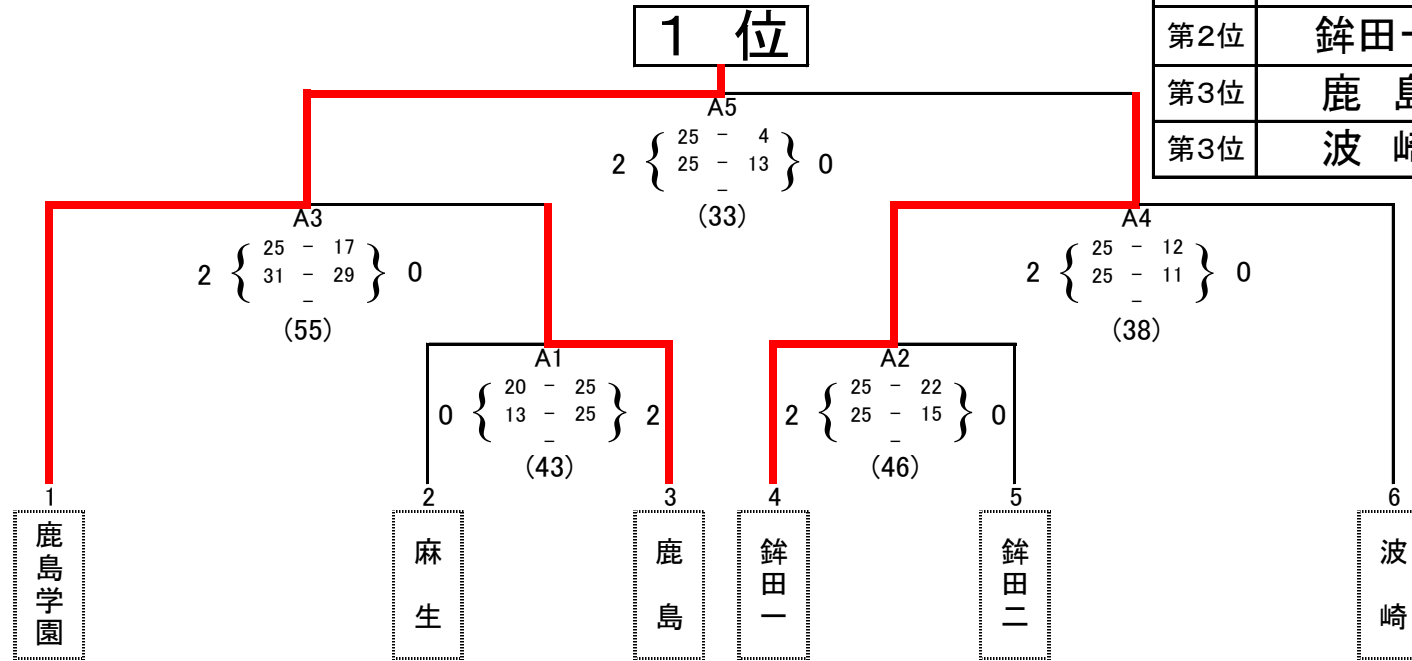 1 位
第2位 鉾田一
第3位 鹿 島
第3位 波 崎
A5
25 - 4
2 { 25 - 13 } 0
-
(33)
A3
25 - 17
2 { 31 - 29 } 0
-
(55)
A4
25 - 12
2 { 25 - 11 } 0
-
(38)
A1
20 - 25
0 { 13 - 25 } 2
-
(43)
A2
25 - 22
2 { 25 - 15 } 0
-
(46)
1
2
3
4
5
6
鹿島学園
麻生
鹿島
鉾田一
鉾田二
波崎